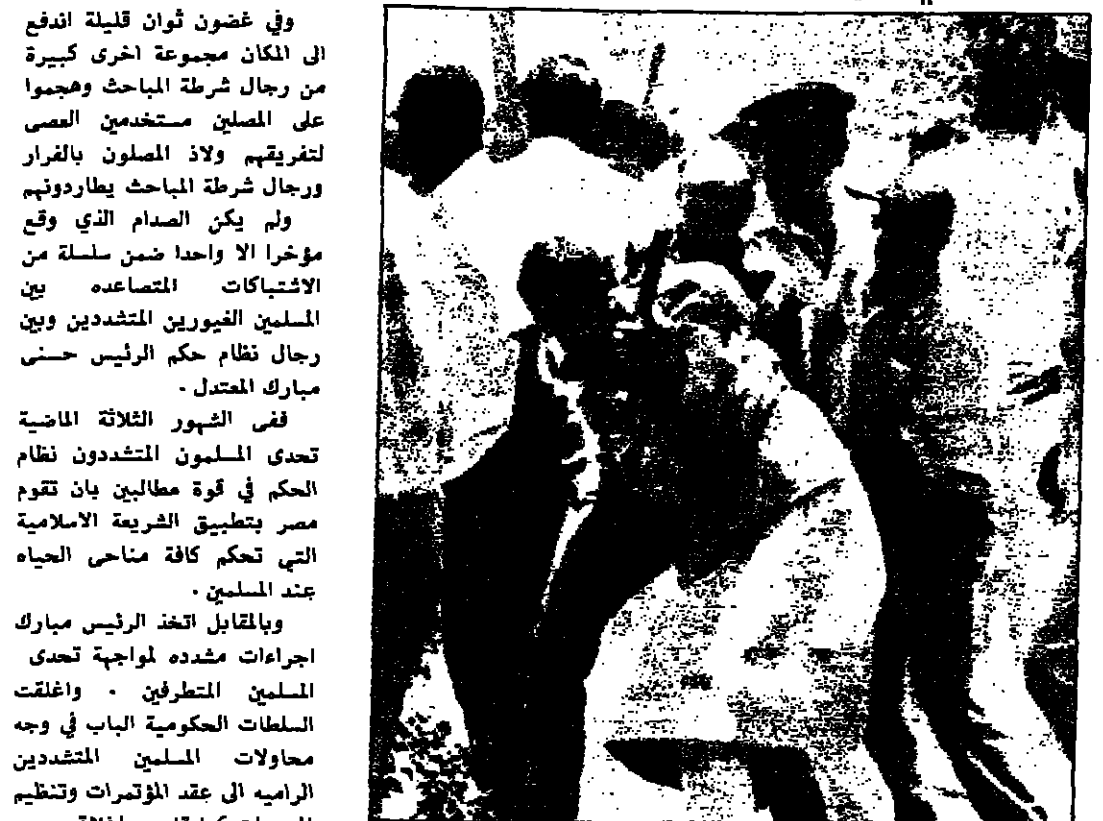 وفي غضون ثوان قليلة اندفع
الى المكان مجموعة اخرى كبيرة
من رجال شرطة المباحث وهجموا
على المصلين مستخدمين العصى
لتفريقهم ولاذ المصلون بالفرار
ورجال شرطة المباحث يطاردونهم
ولم يكن الصدام الذي وقع
مؤخرا الا واحدا ضمن سلسلة من
الاشتباكات المتصاعده بين
المسلمين الغيورين المتشددين وبين
رجال نظام حكم الرئيس حسنى
مبارك المعتدل .
ففى الشهور الثلاثة الماضية
تحدى المسلمون المتشددون نظام
الحكم في قوة مطالبين بان تقوم
مصر بتطبيق الشريعة الاسلامية
التي تحكم كافة مناحى الحياه
عند المسلمين .
وبالمقابل اتخذ الرئيس مبارك
اجراءات مشدده لمواجهة تحدى
المسلمين المتطرفين . واغلقت
السلطات الحكومية الباب في وجه
محاولات المسلمين المتشددين
الراميه الى عقد المؤتمرات وتنظيم